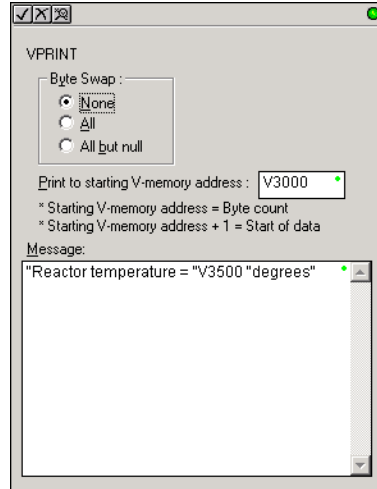 VPRINT
Byte Swap :
None
All
All but null
Print to starting V-memory address : V3000
* Starting V-memory address = Byte count
* Starting V-memory address + 1 = Start of data
Message:
"Reactor temperature = "V3500 "degrees"